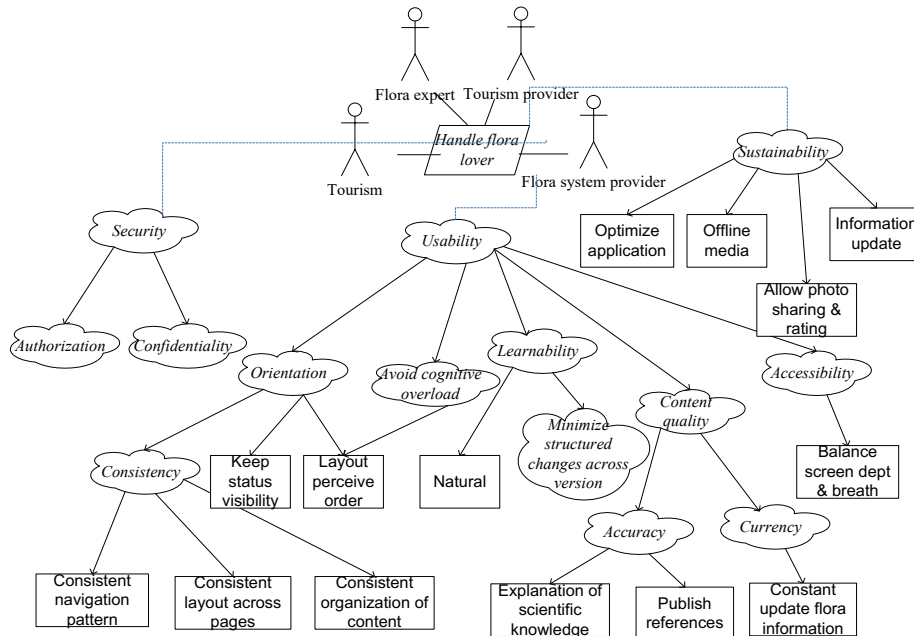 Flora expert
Tourism provider
Handle flora
lover
Tourism
Flora system provider
Sustainability
Security
Usability
Optimize
application
Offline
media
Information
update
Allow photo
sharing &
rating
Authorization
Confidentiality
Orientation
Avoid cognitive
overload
Learnability
Accessibility
Content
quality
Minimize
structured
changes across
version
Consistency
Keep
status
visibility
Layout
perceive
order
Natural
Balance
screen dept
& breath
Accuracy
Currency
Consistent
navigation
pattern
Consistent
layout across
pages
Consistent
organization of
content
Explanation of
scientific
knowledge
Publish
references
Constant
update flora
information